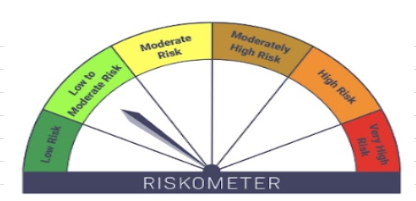 Low Risk
Low to
Moderate Risk
Moderate
Risk
Moderately
High Risk
High Risk
Very High
Risk
RISKOMETER